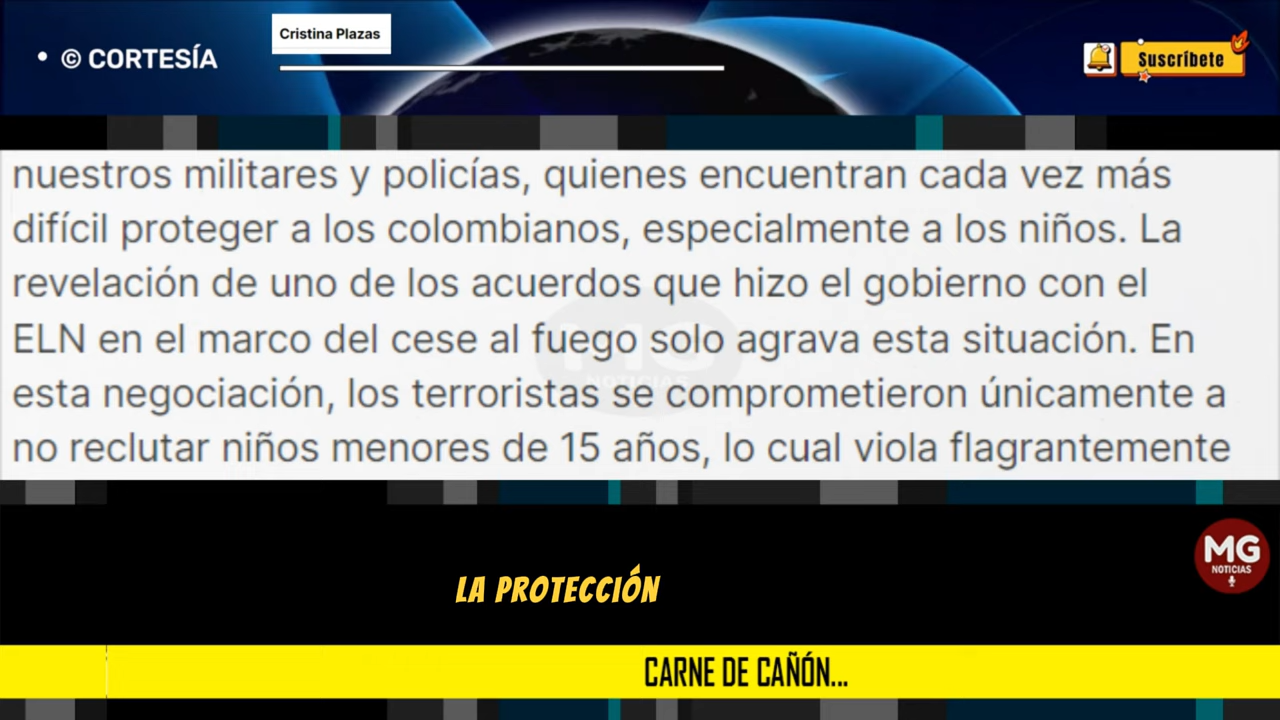 Cristina Plazas
• © CORTESÍA
Suscríbete
nuestros militares y policías, quienes encuentran cada vez más
difícil proteger a los colombianos, especialmente a los niños. La
revelación de uno de los acuerdos que hizo el gobierno con el
ELN en el marco del cese al fuego solo agrava esta situación. En
esta negociación, los terroristas se comprometieron únicamente a
no reclutar niños menores de 15 años, lo cual viola flagrantemente
MG
NOTICIAS
MG
NOTICIAS
LA PROTECCIÓN
CARNE DE CAÑÓN...